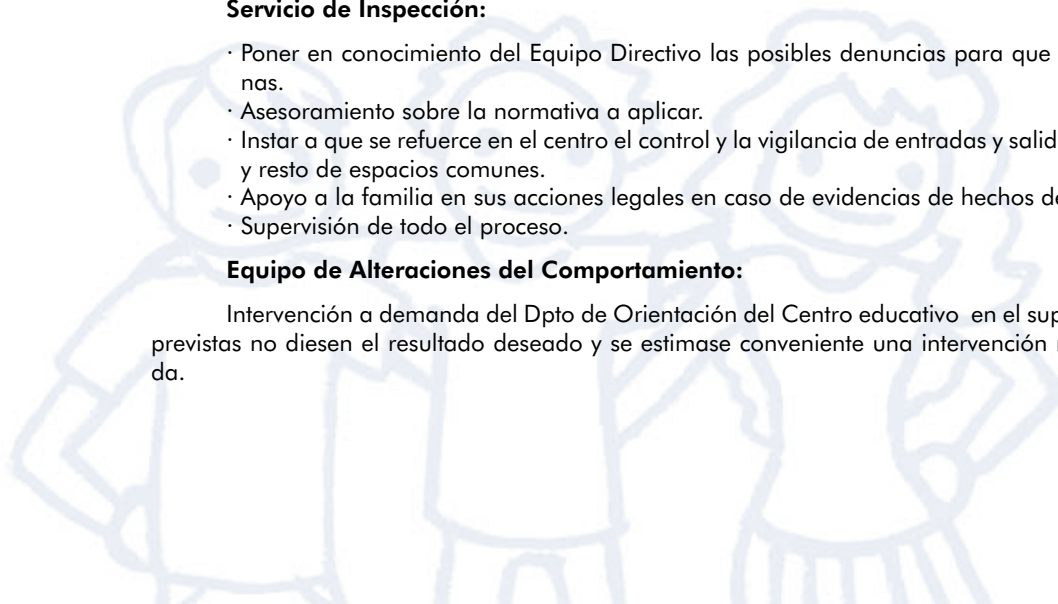 Servicio de Inspección:
· Poner en conocimiento del Equipo Directivo las posibles denuncias para que
nas.
· Asesoramiento sobre la normativa a aplicar.
· Instar a que se refuerce en el centro el control y la vigilancia de entradas y salid
y resto de espacios comunes.
· Apoyo a la familia en sus acciones legales en caso de evidencias de hechos de
· Supervisión de todo el proceso.
Equipo de Alteraciones del Comportamiento:
Intervención a demanda del Dpto de Orientación del Centro educativo en el sup
previstas no diesen el resultado deseado y se estimase conveniente una intervención
da.